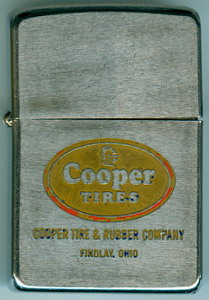 Cooper
TIRES
COOPER TIRE & RUBBER COMPANY
FINDLAY, OHIO